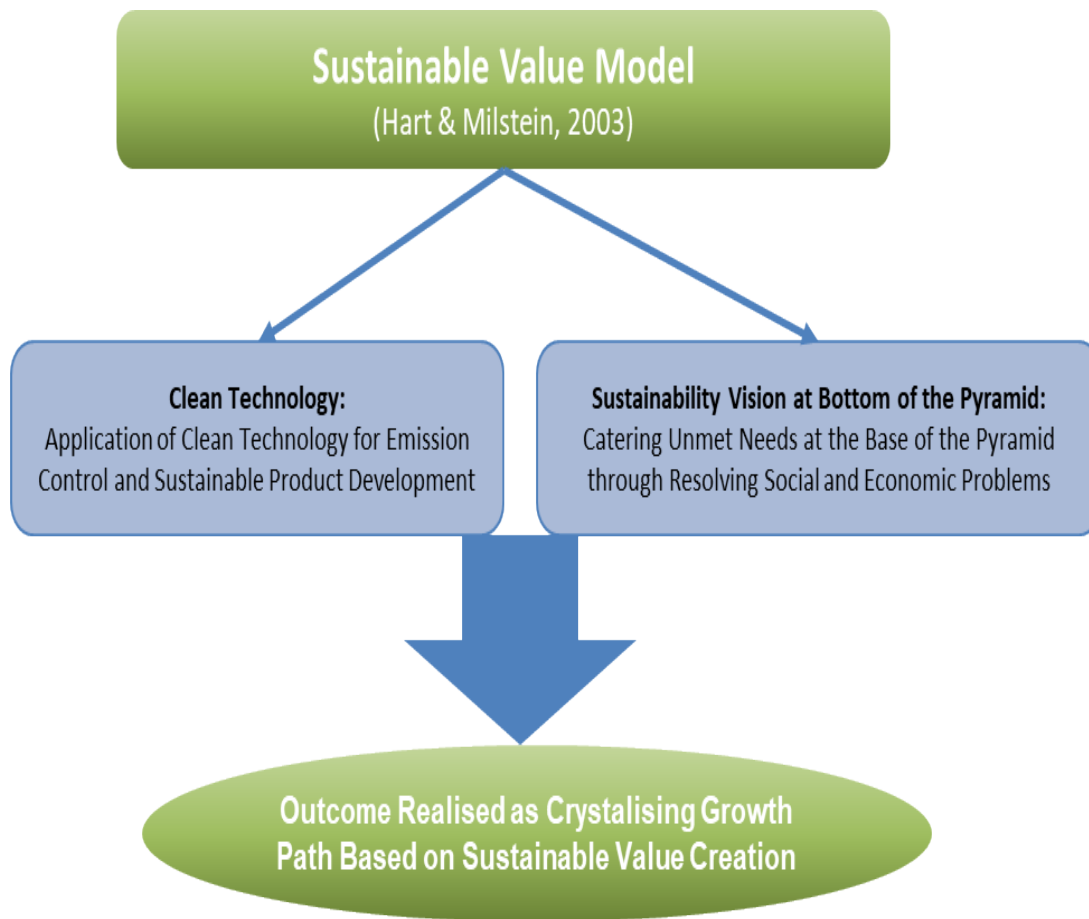 Sustainable Value Model
(Hart & Milstein, 2003)
Clean Technology:
Application of Clean Technology for Emission
Control and Sustainable Product Development
Sustainability Vision at Bottom of the Pyramid:
Catering Unmet Needs at the Base of the Pyramid
through Resolving Social and Economic Problems
Outcome Realised as Crystalising Growth
Path Based on Sustainable Value Creation